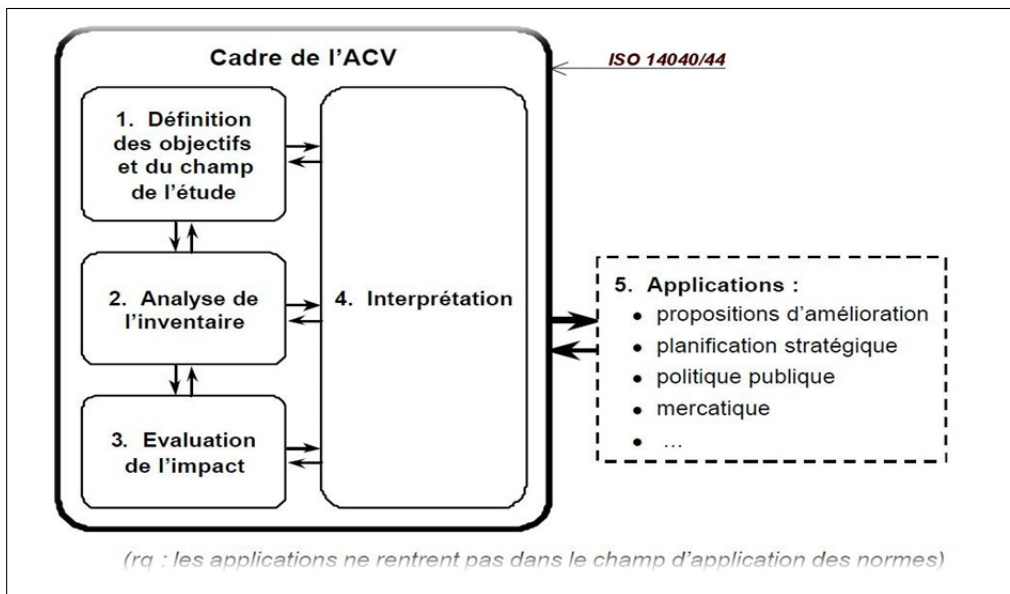 Cadre de l’ACV
ISO 14040/44
1. Définition
des objectifs
et du champ
de l’étude
2. Analyse de
l’inventaire
3. Evaluation
de l’impact
4. Interprétation
5. Applications :
• propositions d’amélioration
• planification stratégique
• politique publique
• mercatique
• ...
(rq : les applications ne rentrent pas dans le champ d’application des normes)